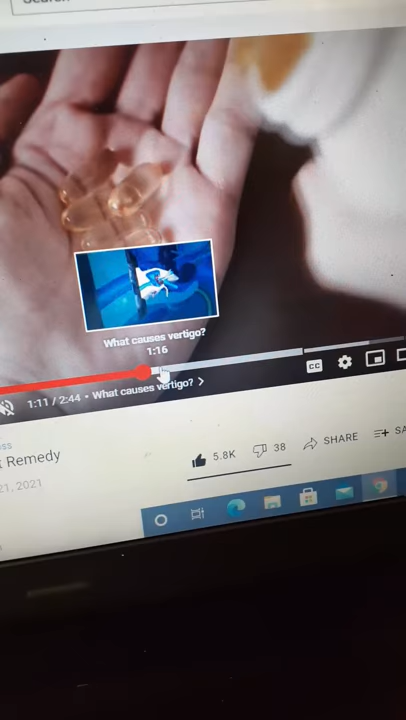 What causes vertigo?
1:16
1:11 / 2:44 • What causes vertigo? >
CC
Remedy
21, 2021
5.8K
38
SHARE
SA